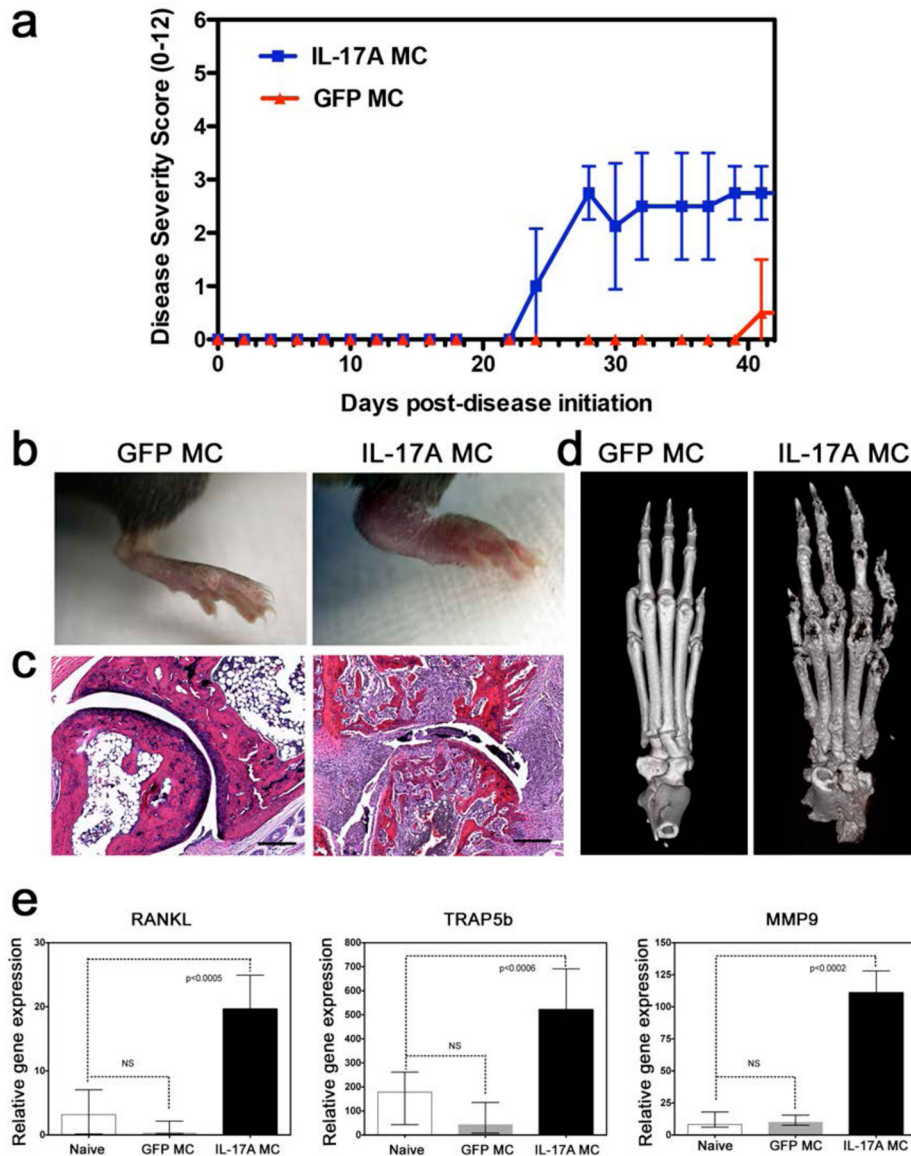 a
Disease Severity Score (0-12)
6
5
4
3
2
1
0
IL-17A MC
GFP MC
0 10 20 30 40
Days post-disease initiation
b
GFP MC IL-17A MC
c
d
GFP MC IL-17A MC
e
RANKL
Relative gene expression
30
20
10
0
p<0.0005
NS
Naive GFP MC IL-17A MC
TRAP5b
Relative gene expression
800
700
600
500
400
300
200
100
0
p<0.0006
NS
Naive GFP MC IL-17A MC
MMP9
Relative gene expression
150
125
100
75
50
25
0
p<0.0002
NS
Naive GFP MC IL-17A MC